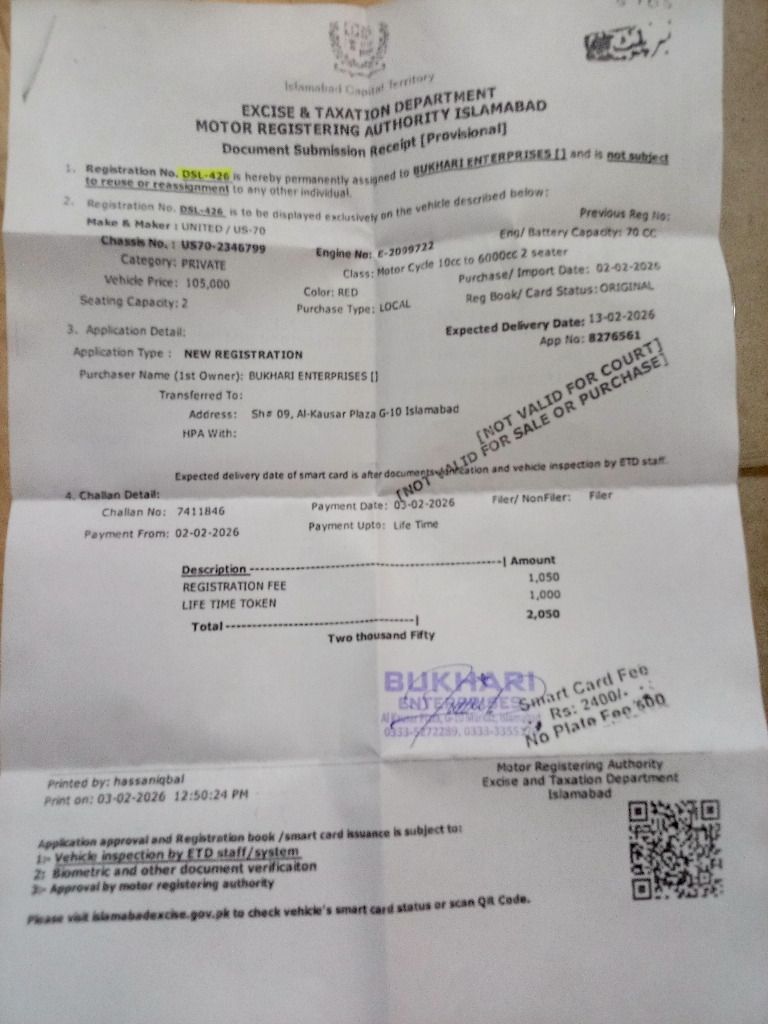 Islamabad Capital Territory
EXCISE & TAXATION DEPARTMENT
MOTOR REGISTERING AUTHORITY ISLAMABAD
Document Submission Receipt [Provisional]
1. Registration No. DSL-426 is hereby permanently assigned to BUKHARI ENTERPRISES [] and is not subject
to reuse or reassignment to any other individual.
2. Registration No. DSL-426 is to be displayed exclusively on the vehicle described below:
Make & Maker : UNITED / US-70 Previous Reg No:
Chassis No. : US70-2346799 Engine No: E-2099722 Eng/ Battery Capacity: 70 CC
Category: PRIVATE Class: Motor Cycle 10cc to 6000cc 2 seater
Vehicle Price: 105,000 Color: RED Purchase/ Import Date: 02-02-2026
Seating Capacity: 2 Purchase Type: LOCAL Reg Book/ Card Status: ORIGINAL
3. Application Detail: Expected Delivery Date: 13-02-2026
Application Type : NEW REGISTRATION App No: 8276561
Purchaser Name (1st Owner): BUKHARI ENTERPRISES []
Transferred To:
Address: Sh# 09, Al-Kausar Plaza G-10 Islamabad
HPA With:
[NOT VALID FOR COURT]
[NOT VALID FOR SALE OR PURCHASE]
Expected delivery date of smart card is after documents verification and vehicle inspection by ETD staff.
4. Challan Detail:
Challan No: 7411846 Payment Date: 03-02-2026 Filer/ NonFiler: Filer
Payment From: 02-02-2026 Payment Upto: Life Time
Description ----------| Amount
REGISTRATION FEE 1,050
LIFE TIME TOKEN 1,000
Total ----------| 2,050
Two thousand Fifty
BUKHARI
ENTERPRISES
Al Kausar Plaza, G-10 Markaz, Islamabad
0333-5272289, 0333-3355
Smart Card Fee
Rs: 2400/-
No Plate Fee
Motor Registering Authority
Excise and Taxation Department
Islamabad
Printed by: hassaniqbal
Print on: 03-02-2026 12:50:24 PM
Application approval and Registration book /smart card issuance is subject to:
1:- Vehicle inspection by ETD staff/system
2: Biometric and other document verificaiton
3:- Approval by motor registering authority
Please visit islamabadexcise.gov.pk to check vehicle's smart card status or scan QR Code.